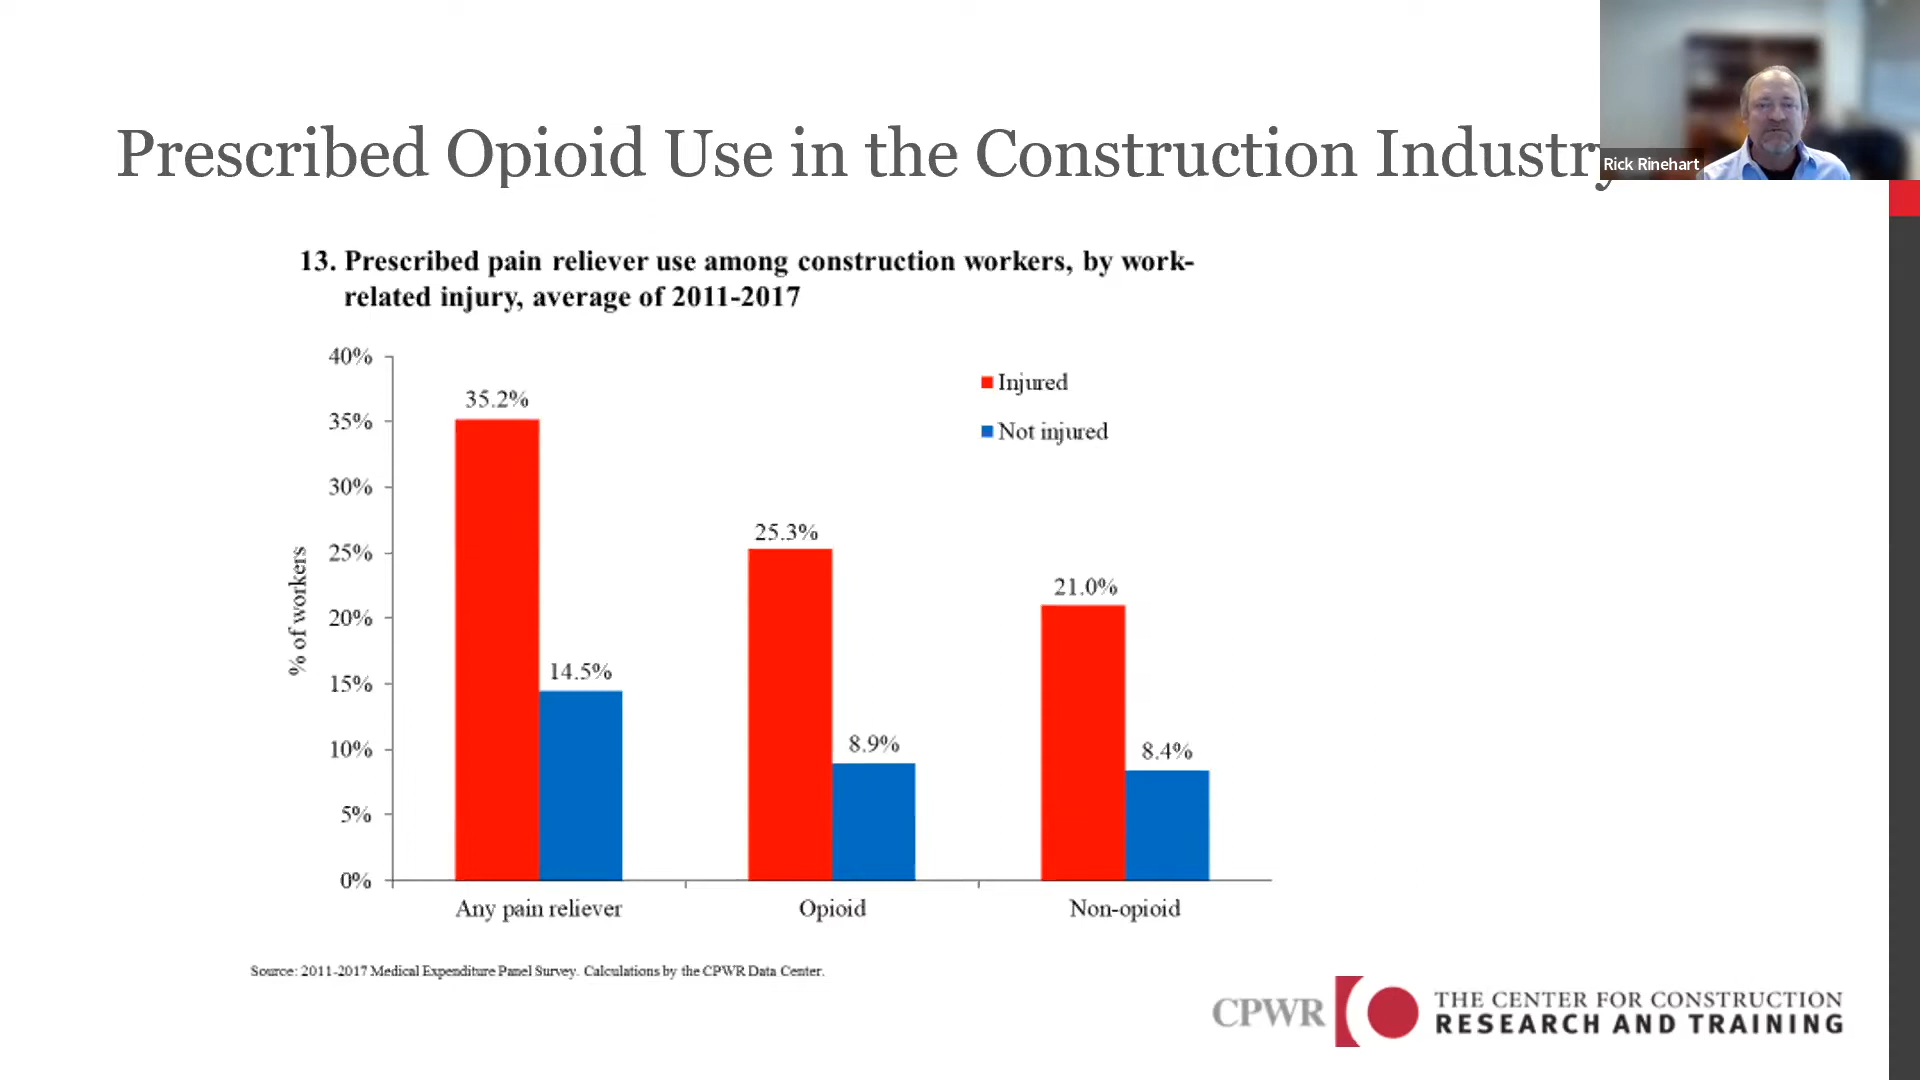 Prescribed Opioid Use in the Construction Industry
Rick Rinehart
13. Prescribed pain reliever use among construction workers, by work-
related injury, average of 2011-2017
40%
35%
30%
25%
20%
15%
10%
5%
0%
% of workers
35.2%
14.5%
25.3%
8.9%
21.0%
8.4%
Injured
Not injured
Any pain reliever
Opioid
Non-opioid
Source: 2011-2017 Medical Expenditure Panel Survey. Calculations by the CPWR Data Center.
CPWR
THE CENTER FOR CONSTRUCTION
RESEARCH AND TRAINING